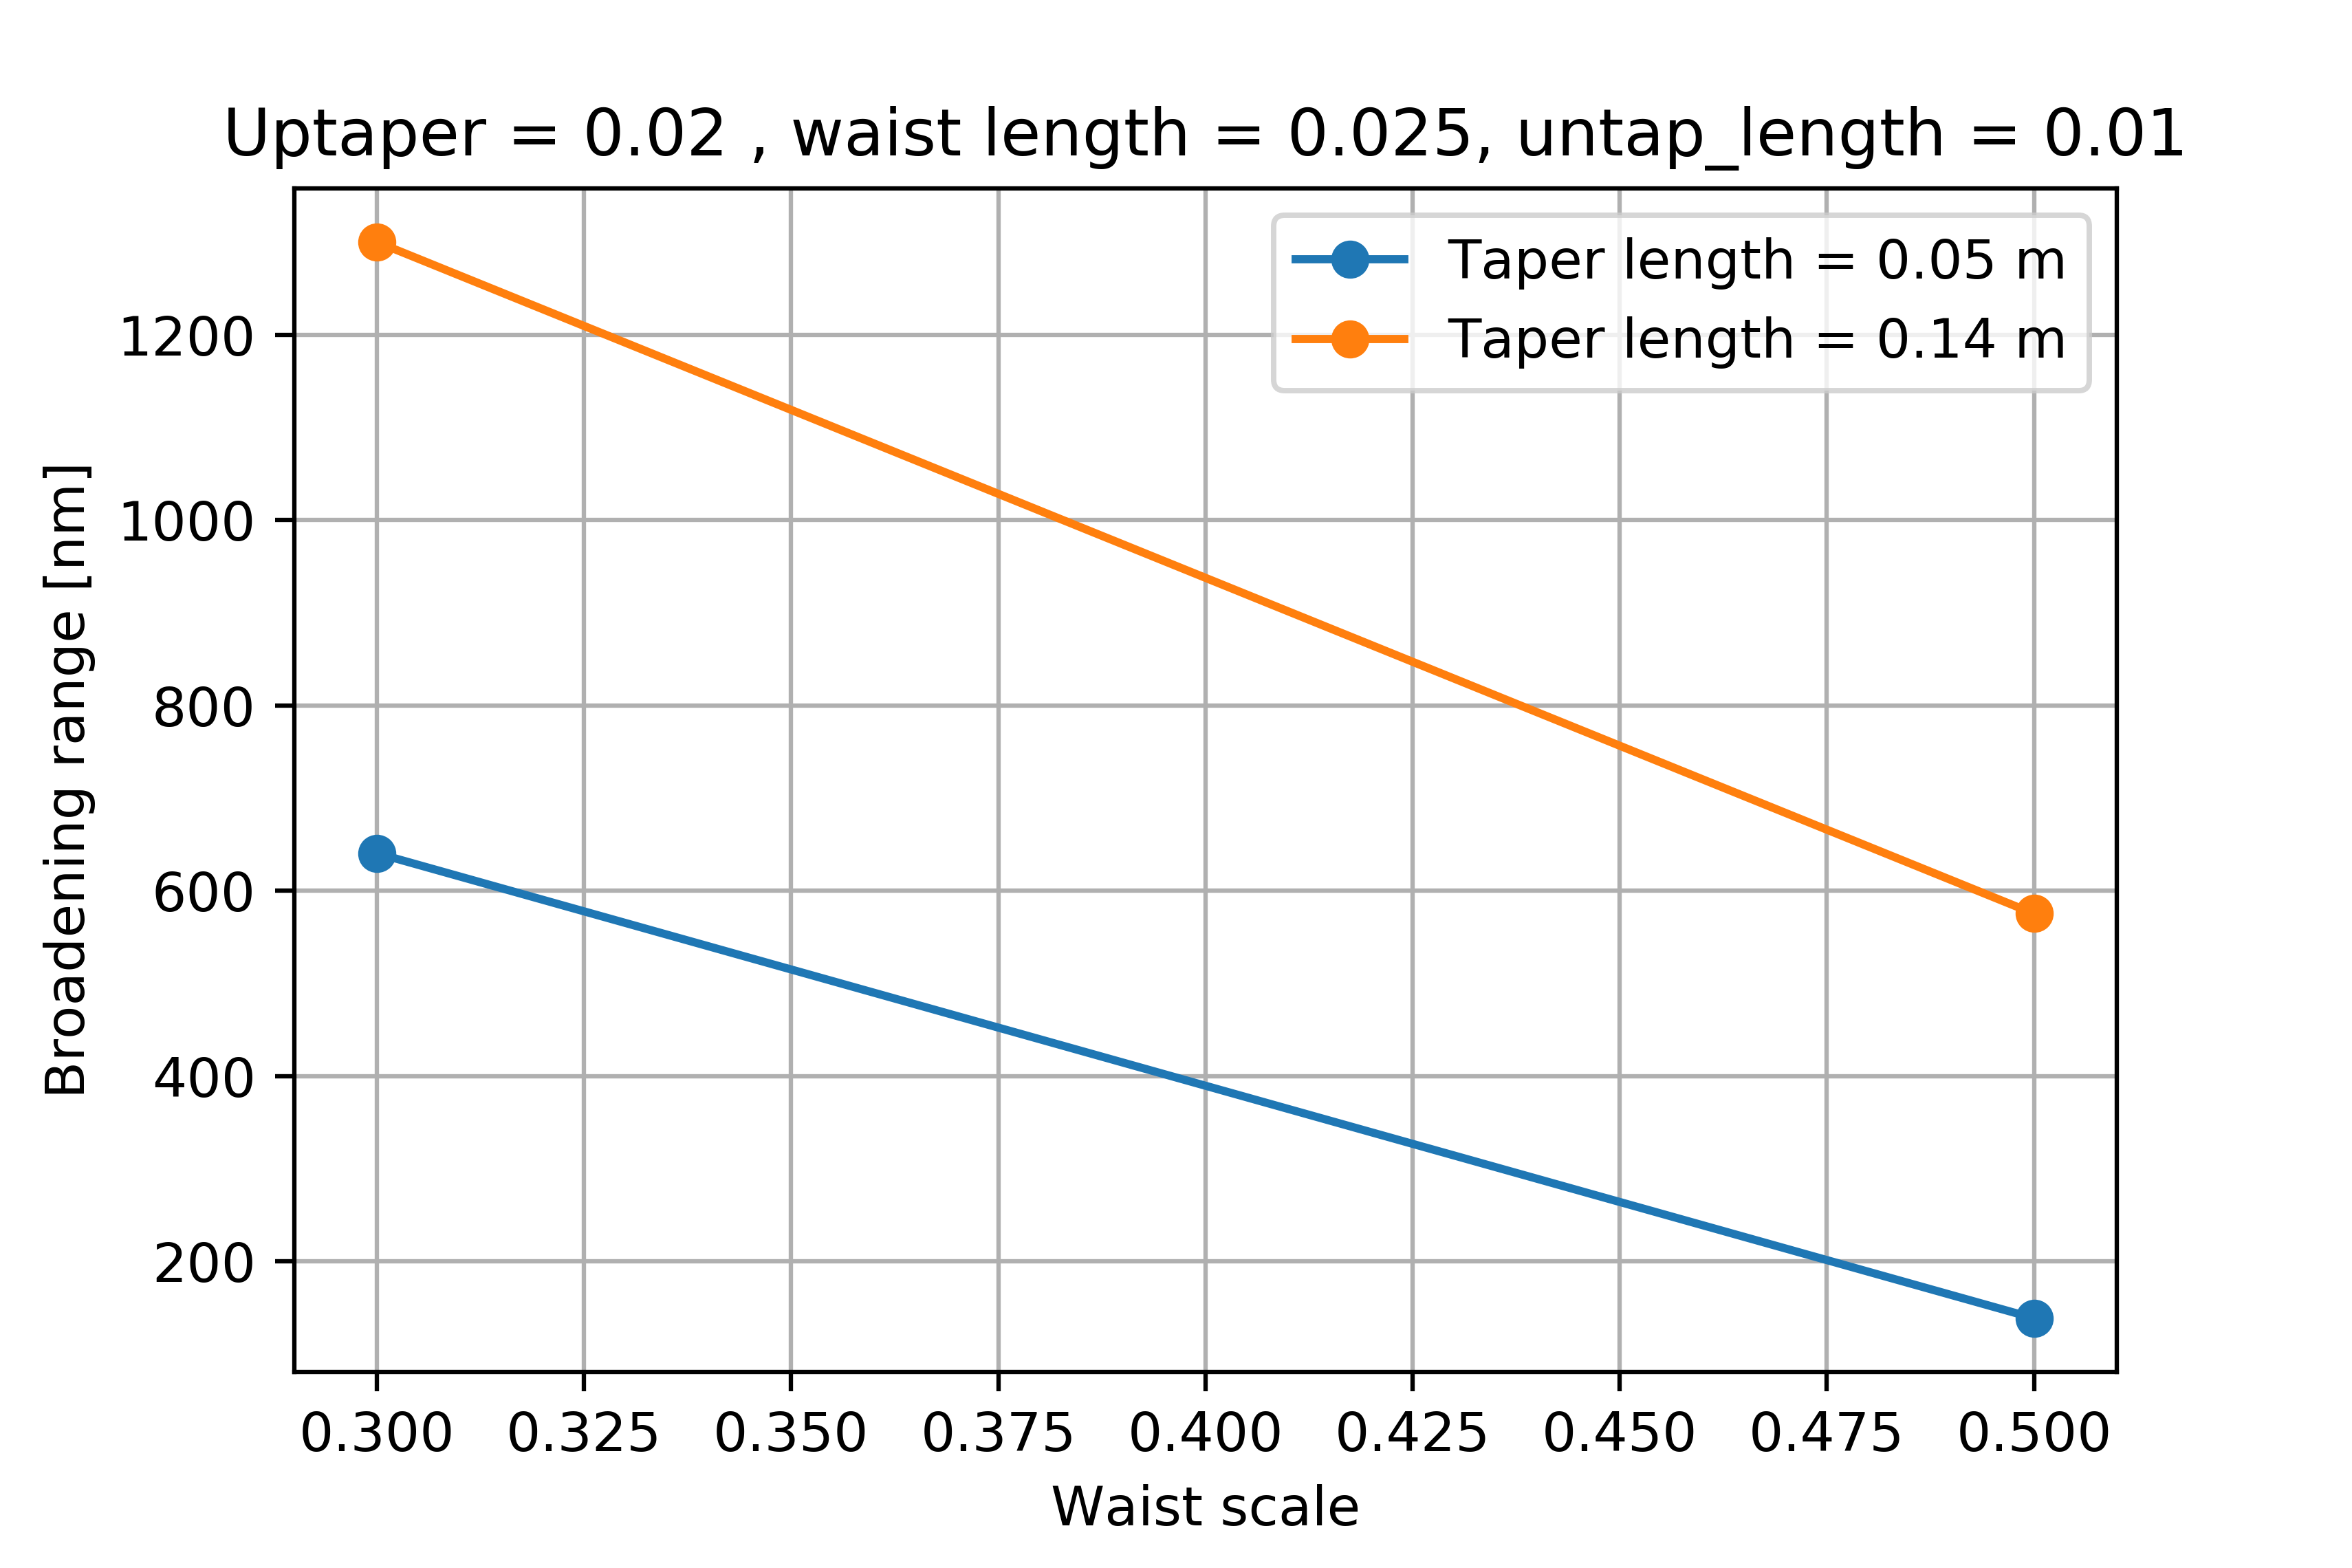 Uptaper = 0.02 , waist length = 0.025, untap_length = 0.01
Taper length = 0.05 m
Taper length = 0.14 m
Broadening range [nm]
1200
1000
800
600
400
200
0.300 0.325 0.350 0.375 0.400 0.425 0.450 0.475 0.500
Waist scale